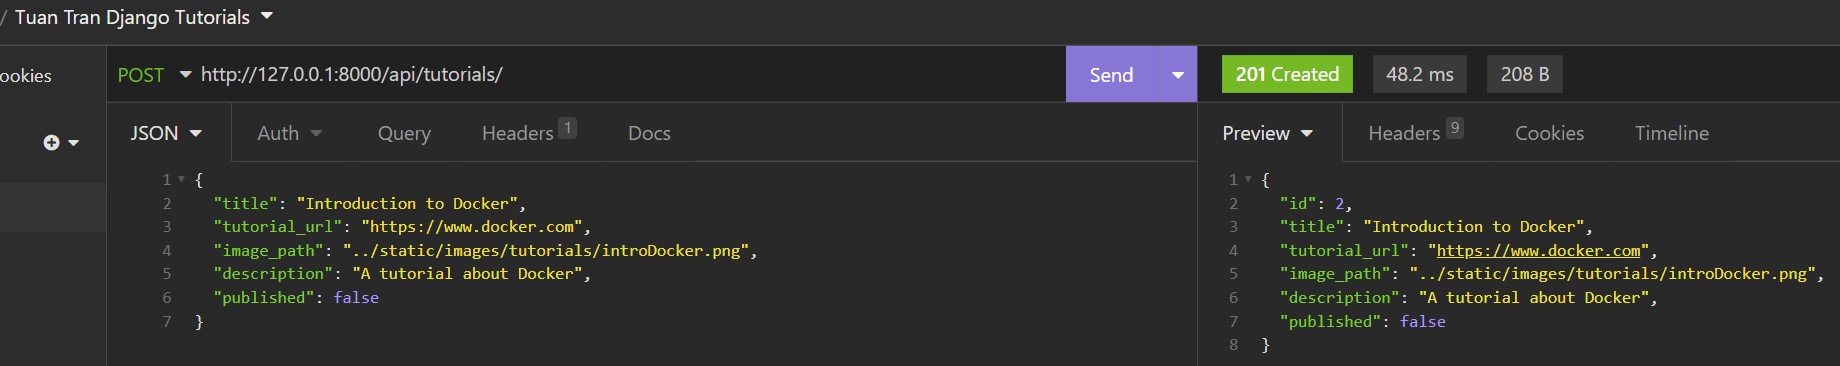 / Tuan Tran Django Tutorials
ookies
POST http://127.0.0.1:8000/api/tutorials/ Send
201 Created 48.2 ms 208 B
JSON Auth Query Headers 1 Docs
1 {
2 "title": "Introduction to Docker",
3 "tutorial_url": "https://www.docker.com",
4 "image_path": "../static/images/tutorials/introDocker.png",
5 "description": "A tutorial about Docker",
6 "published": false
7 }
Preview Headers 9 Cookies Timeline
1 {
2 "id": 2,
3 "title": "Introduction to Docker",
4 "tutorial_url": "https://www.docker.com",
5 "image_path": "../static/images/tutorials/introDocker.png",
6 "description": "A tutorial about Docker",
7 "published": false
8 }